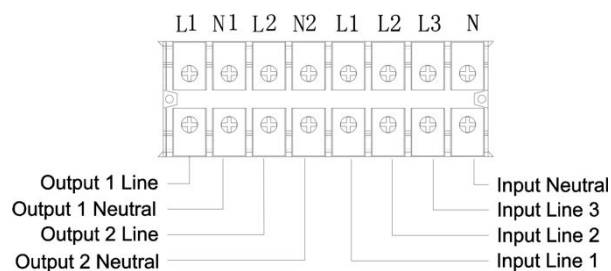 L1 N1 L2 N2 L1 L2 L3 N
Output 1 Line
Output 1 Neutral
Output 2 Line
Output 2 Neutral
Input Neutral
Input Line 3
Input Line 2
Input Line 1